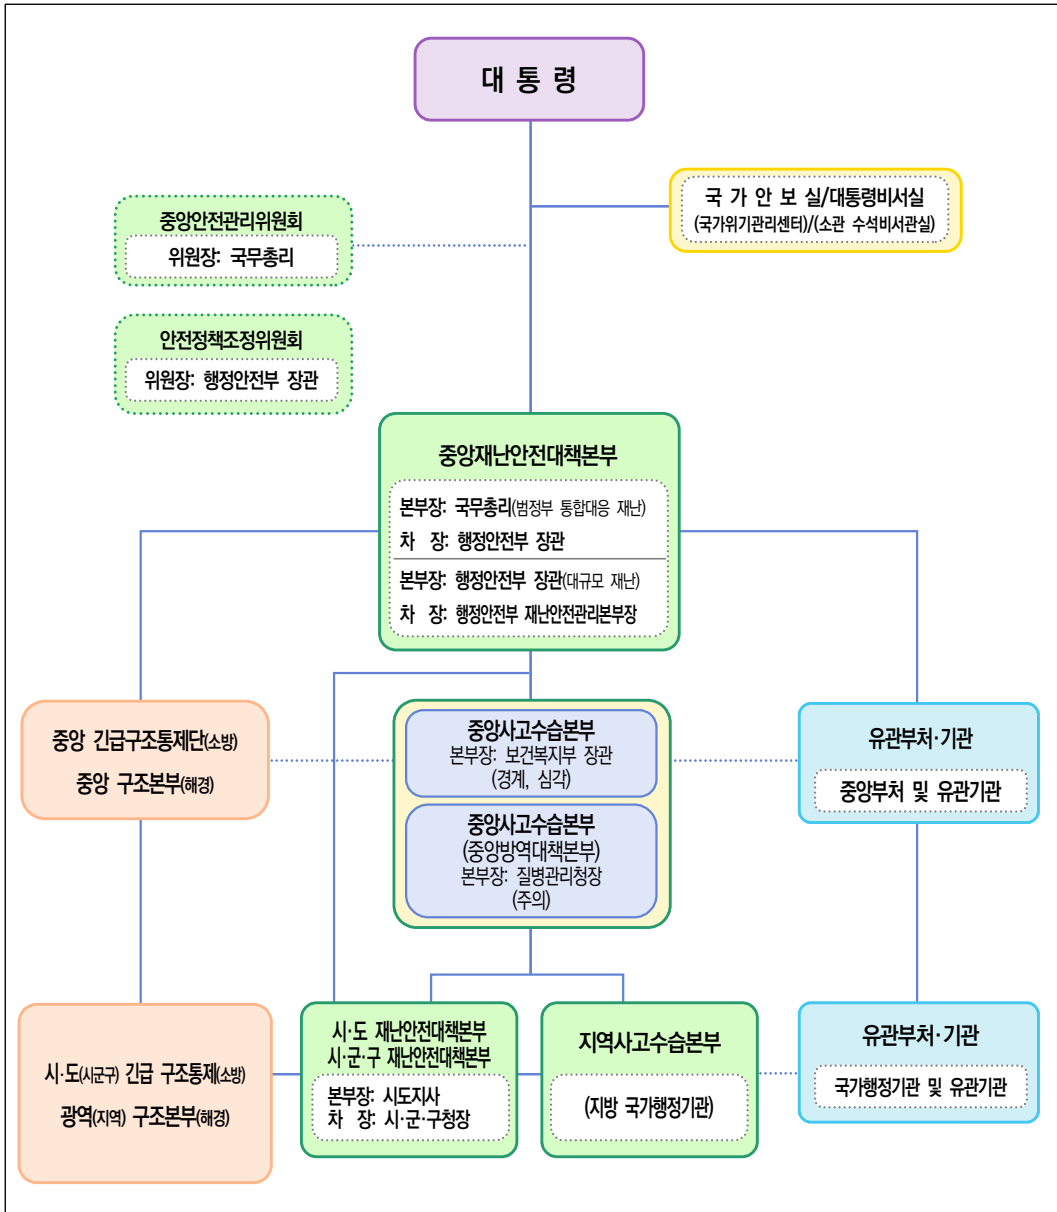 대 통 령
국 가 안 보 실/대통령비서실
(국가위기관리센터)/(소관 수석비서관실)
중앙안전관리위원회
위원장: 국무총리
안전정책조정위원회
위원장: 행정안전부 장관
중앙재난안전대책본부
본부장: 국무총리(범정부 통합대응 재난)
차 장: 행정안전부 장관
본부장: 행정안전부 장관(대규모 재난)
차 장: 행정안전부 재난안전관리본부장
중앙 긴급구조통제단(소방)
중앙 구조본부(해경)
중앙사고수습본부
본부장: 보건복지부 장관
(경계, 심각)
중앙사고수습본부
(중앙방역대책본부)
본부장: 질병관리청장
(주의)
유관부처·기관
중앙부처 및 유관기관
시·도(시군구) 긴급 구조통제(소방)
광역(지역) 구조본부(해경)
시·도 재난안전대책본부
시·군·구 재난안전대책본부
본부장: 시도지사
차 장: 시·군·구청장
지역사고수습본부
(지방 국가행정기관)
유관부처·기관
국가행정기관 및 유관기관